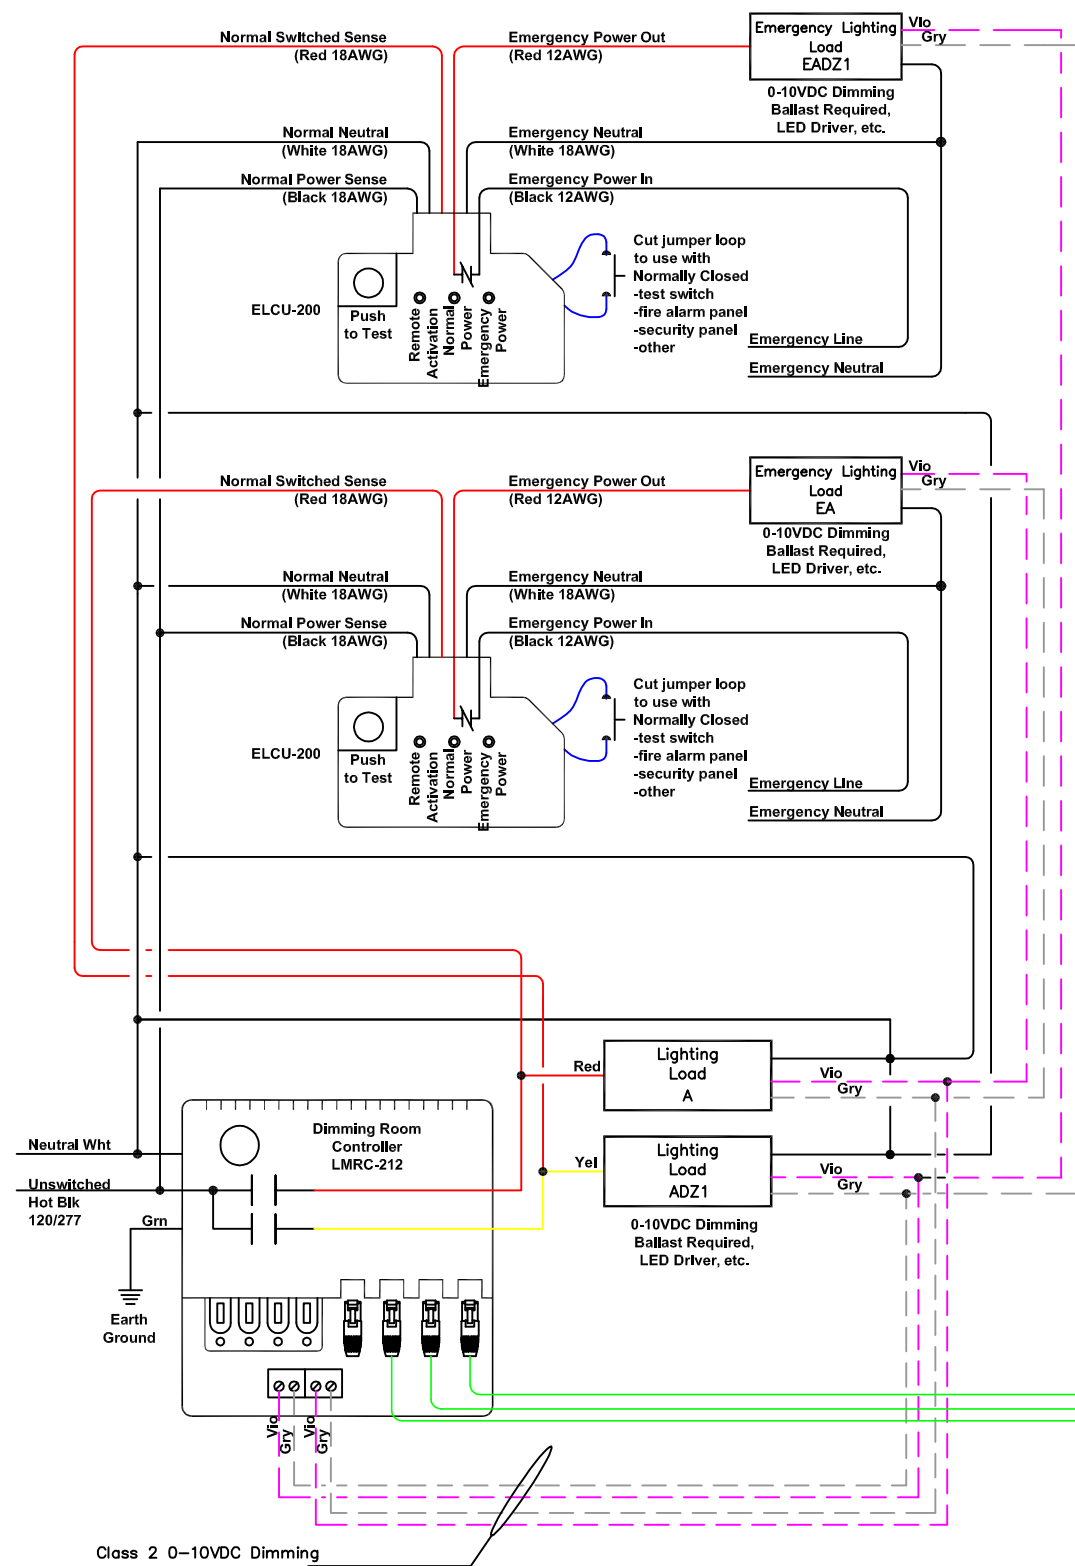 Normal Switched Sense
(Red 18AWG)
Emergency Power Out
(Red 12AWG)
Emergency Lighting
Load
EADZ1
Vio
Gry
0-10VDC Dimming
Ballast Required,
LED Driver, etc.
Normal Neutral
(White 18AWG)
Emergency Neutral
(White 18AWG)
Normal Power Sense
(Black 18AWG)
Emergency Power In
(Black 12AWG)
Cut jumper loop
to use with
Normally Closed
-test switch
-fire alarm panel
-security panel
-other
ELCU-200
Push
to Test
Remote
Activation
Normal
Power
Emergency
Power
Emergency Line
Emergency Neutral
Normal Switched Sense
(Red 18AWG)
Emergency Power Out
(Red 12AWG)
Emergency Lighting
Load
EA
Vio
Gry
0-10VDC Dimming
Ballast Required,
LED Driver, etc.
Normal Neutral
(White 18AWG)
Emergency Neutral
(White 18AWG)
Normal Power Sense
(Black 18AWG)
Emergency Power In
(Black 12AWG)
Cut jumper loop
to use with
Normally Closed
-test switch
-fire alarm panel
-security panel
-other
ELCU-200
Push
to Test
Remote
Activation
Normal
Power
Emergency
Power
Emergency Line
Emergency Neutral
Red
Lighting
Load
A
Vio
Gry
Dimming Room
Controller
LMRC-212
Neutral Wht
Unswitched
Hot Blk
120/277
Grn
Yel
Lighting
Load
ADZ1
Vio
Gry
0-10VDC Dimming
Ballast Required,
LED Driver, etc.
Earth
Ground
Vio
Gry
Vio
Gry
Class 2 0-10VDC Dimming